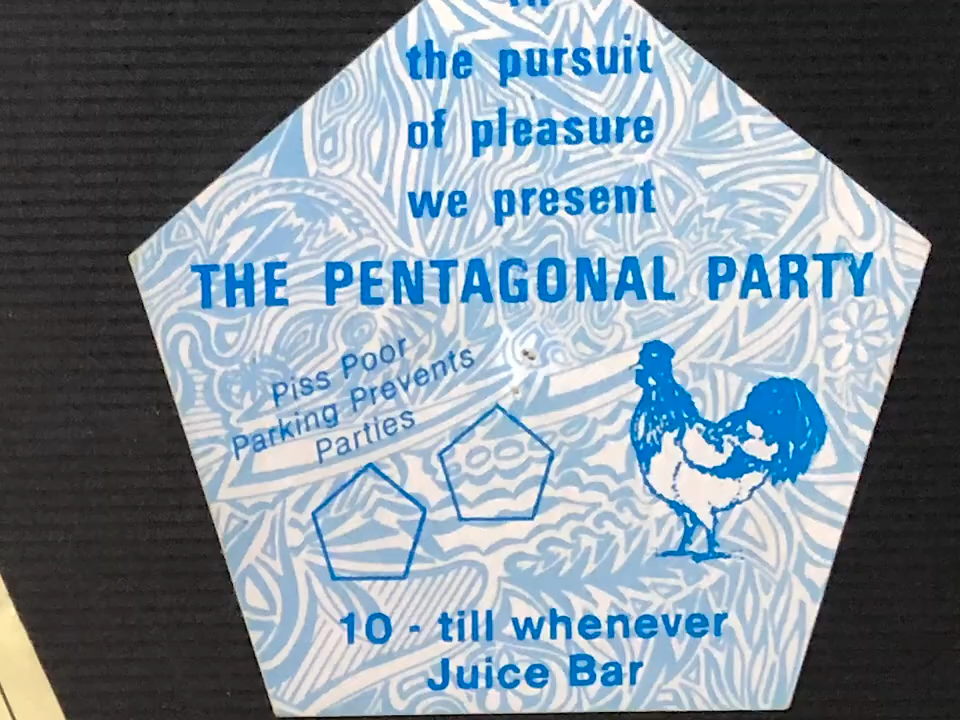 the pursuit
of pleasure
we present
THE PENTAGONAL PARTY
Piss Poor
Parking Prevents
Parties
10 - till whenever
Juice Bar